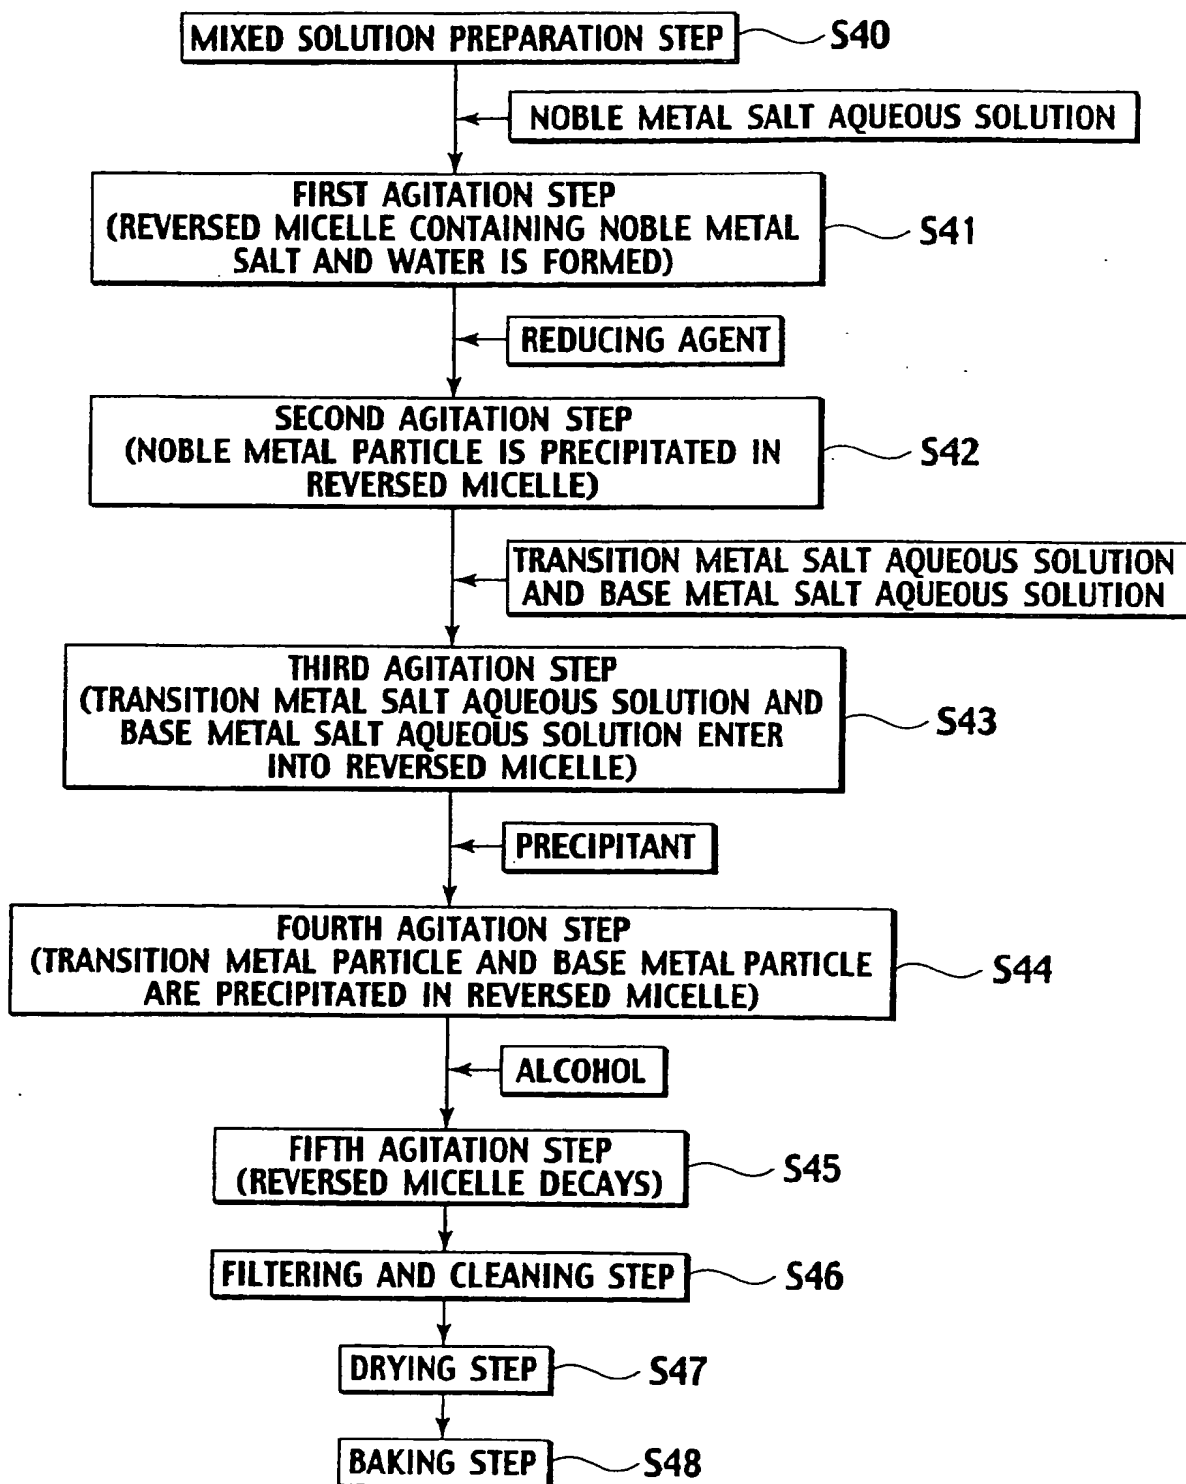 MIXED SOLUTION PREPARATION STEP
S40
NOBLE METAL SALT AQUEOUS SOLUTION
FIRST AGITATION STEP
(REVERSED MICELLE CONTAINING NOBLE METAL
SALT AND WATER IS FORMED)
S41
REDUCING AGENT
SECOND AGITATION STEP
(NOBLE METAL PARTICLE IS PRECIPITATED IN
REVERSED MICELLE)
S42
TRANSITION METAL SALT AQUEOUS SOLUTION
AND BASE METAL SALT AQUEOUS SOLUTION
THIRD AGITATION STEP
(TRANSITION METAL SALT AQUEOUS SOLUTION AND
BASE METAL SALT AQUEOUS SOLUTION ENTER
INTO REVERSED MICELLE)
S43
PRECIPITANT
FOURTH AGITATION STEP
(TRANSITION METAL PARTICLE AND BASE METAL PARTICLE
ARE PRECIPITATED IN REVERSED MICELLE)
S44
ALCOHOL
FIFTH AGITATION STEP
(REVERSED MICELLE DECAYS)
S45
FILTERING AND CLEANING STEP
S46
DRYING STEP
S47
BAKING STEP
S48